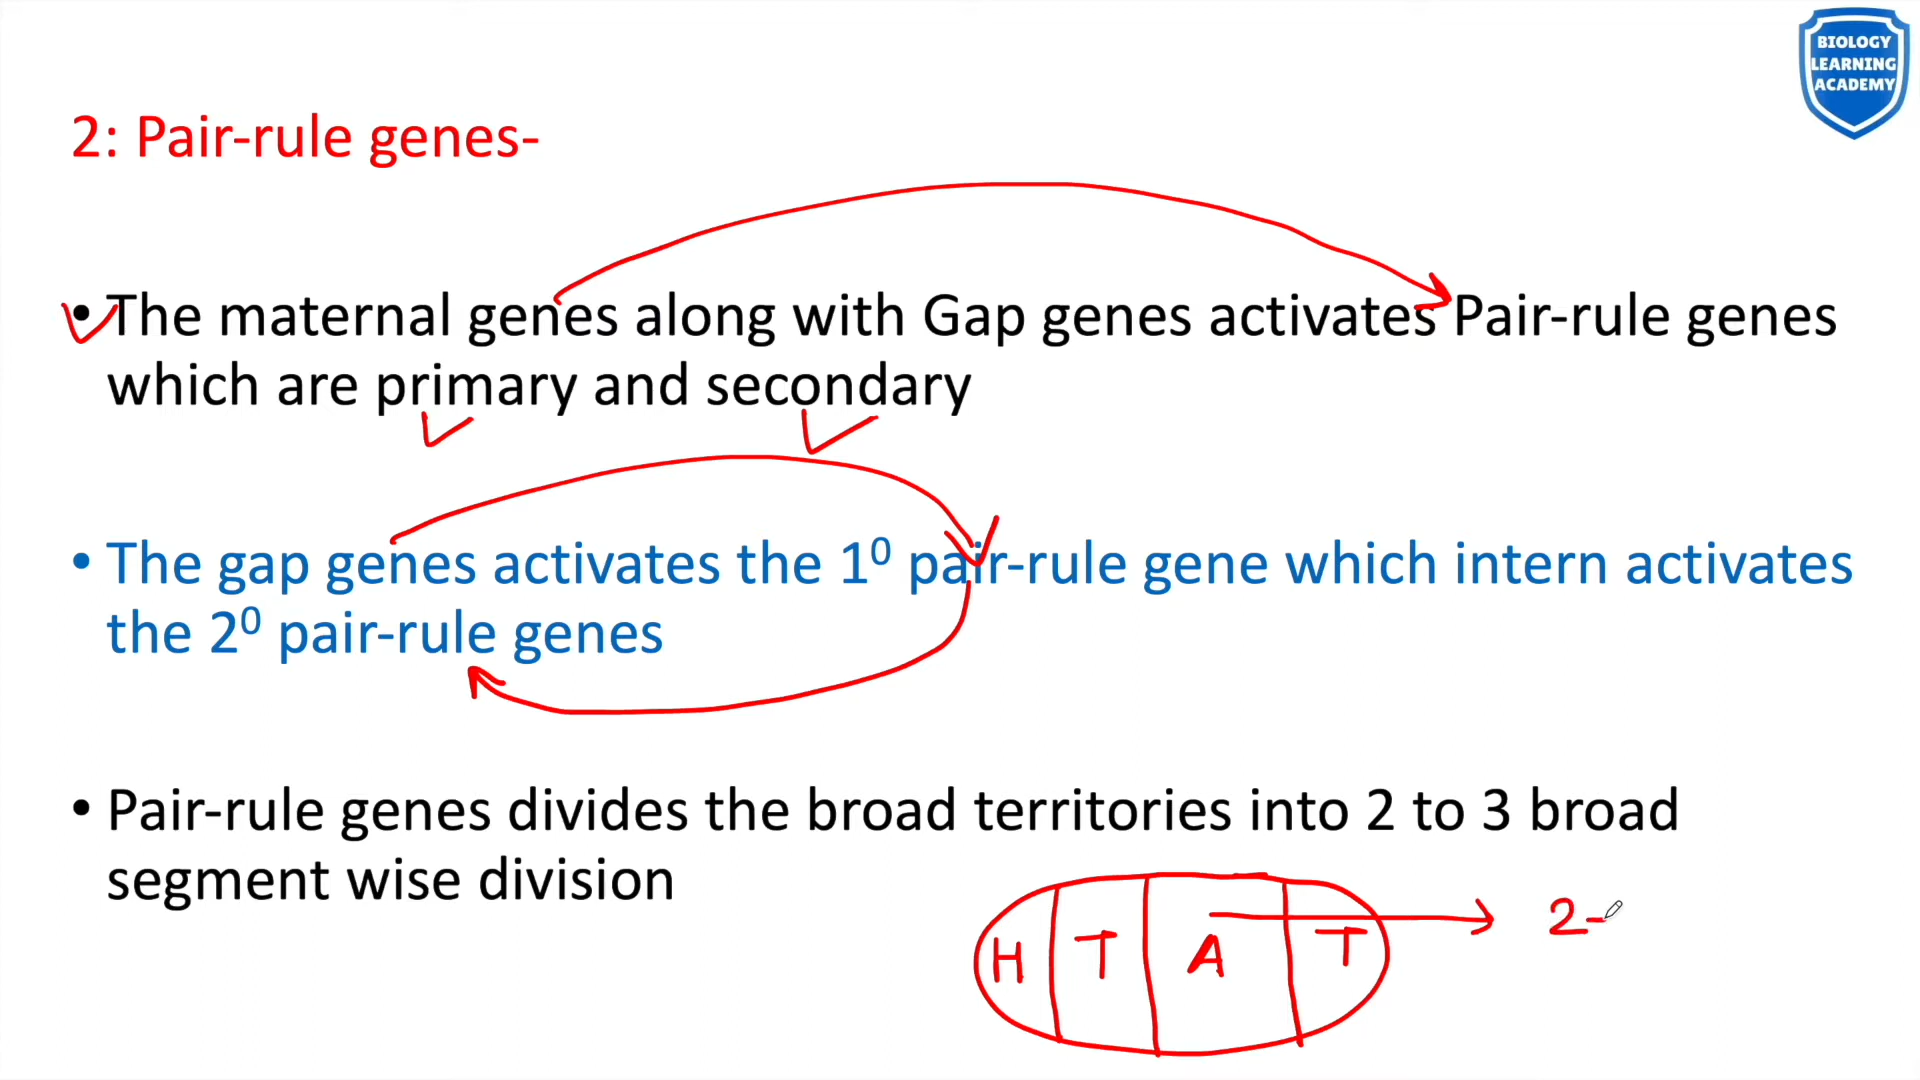 BIOLOGY
LEARNING
ACADEMY
2: Pair-rule genes-
• The maternal genes along with Gap genes activates Pair-rule genes
which are primary and secondary
• The gap genes activates the 1⁰ pair-rule gene which intern activates
the 2⁰ pair-rule genes
• Pair-rule genes divides the broad territories into 2 to 3 broad
segment wise division
H T A T 2-